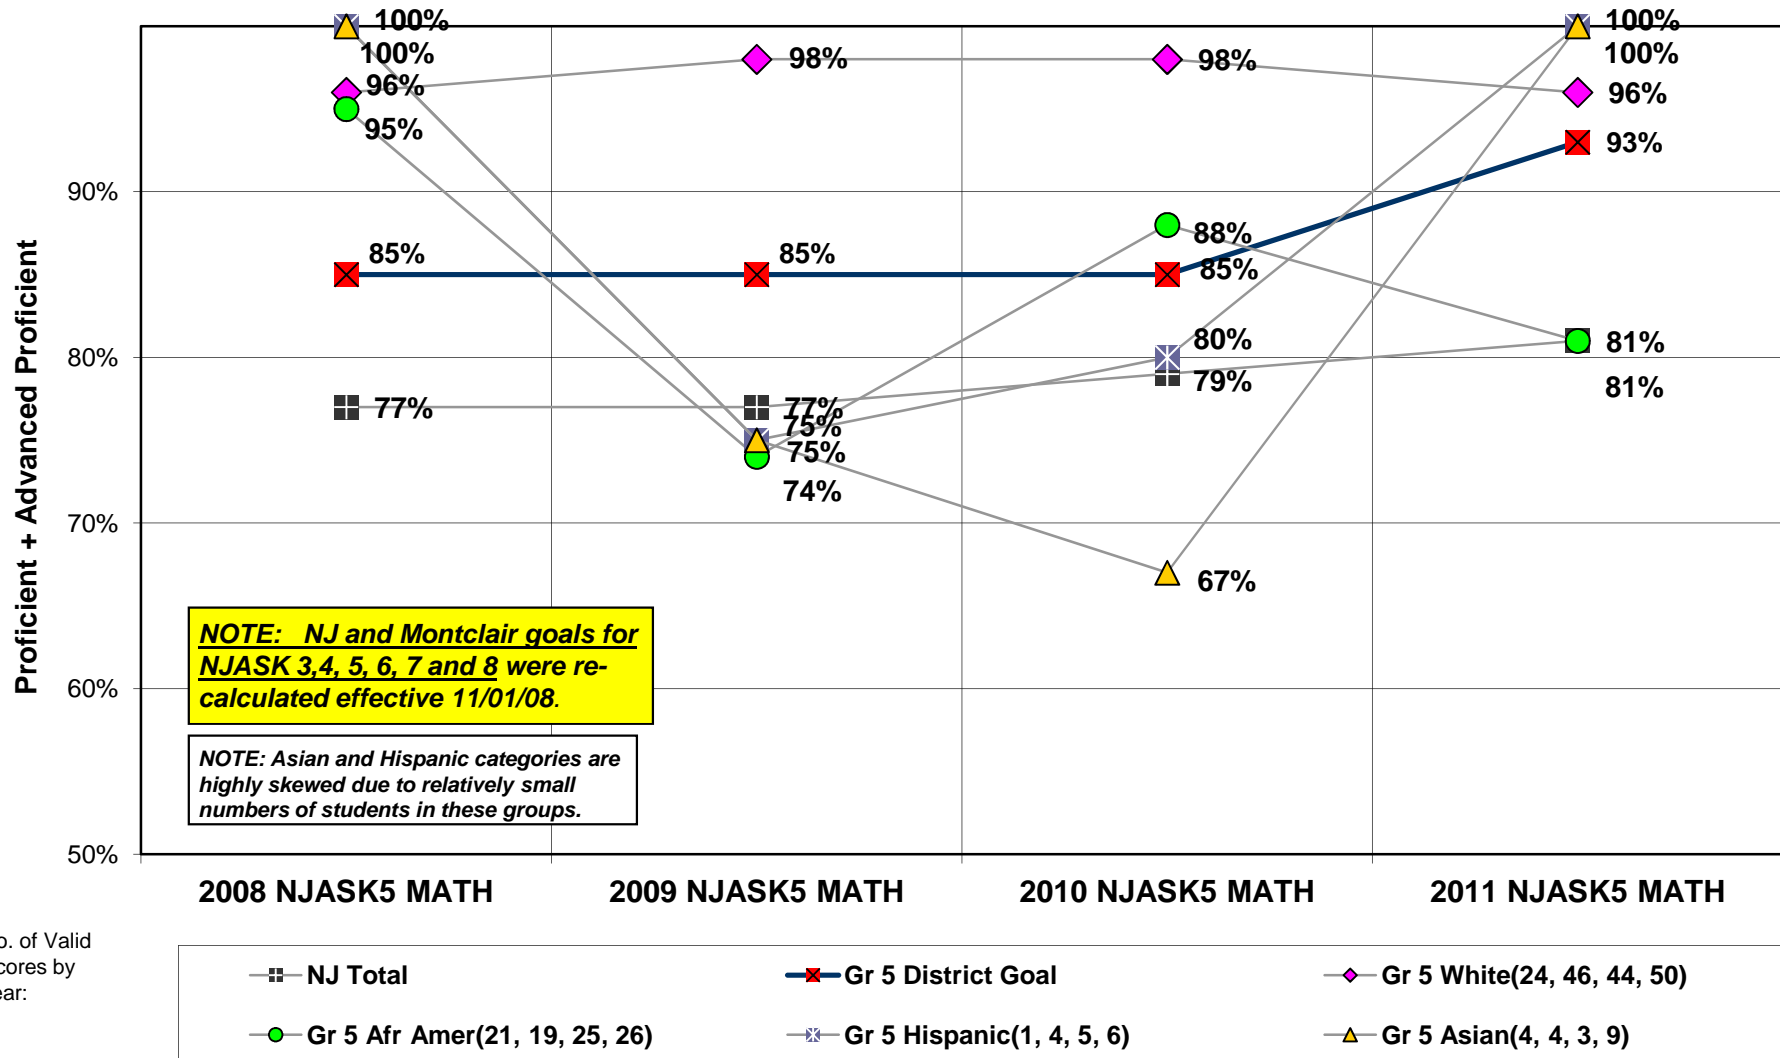 100%
100%
96%
95%
98%
98%
100%
100%
96%
93%
90%
85%
85%
88%
85%
80%
77%
77%
75%
75%
74%
80%
79%
81%
81%
70%
67%
60%
50%
Proficient + Advanced Proficient
NOTE: NJ and Montclair goals for
NJASK 3,4, 5, 6, 7 and 8 were re-
calculated effective 11/01/08.
NOTE: Asian and Hispanic categories are
highly skewed due to relatively small
numbers of students in these groups.
2008 NJASK5 MATH
2009 NJASK5 MATH
2010 NJASK5 MATH
2011 NJASK5 MATH
o. of Valid
cores by
ear:
NJ Total
Gr 5 District Goal
Gr 5 White(24, 46, 44, 50)
Gr 5 Afr Amer(21, 19, 25, 26)
Gr 5 Hispanic(1, 4, 5, 6)
Gr 5 Asian(4, 4, 3, 9)